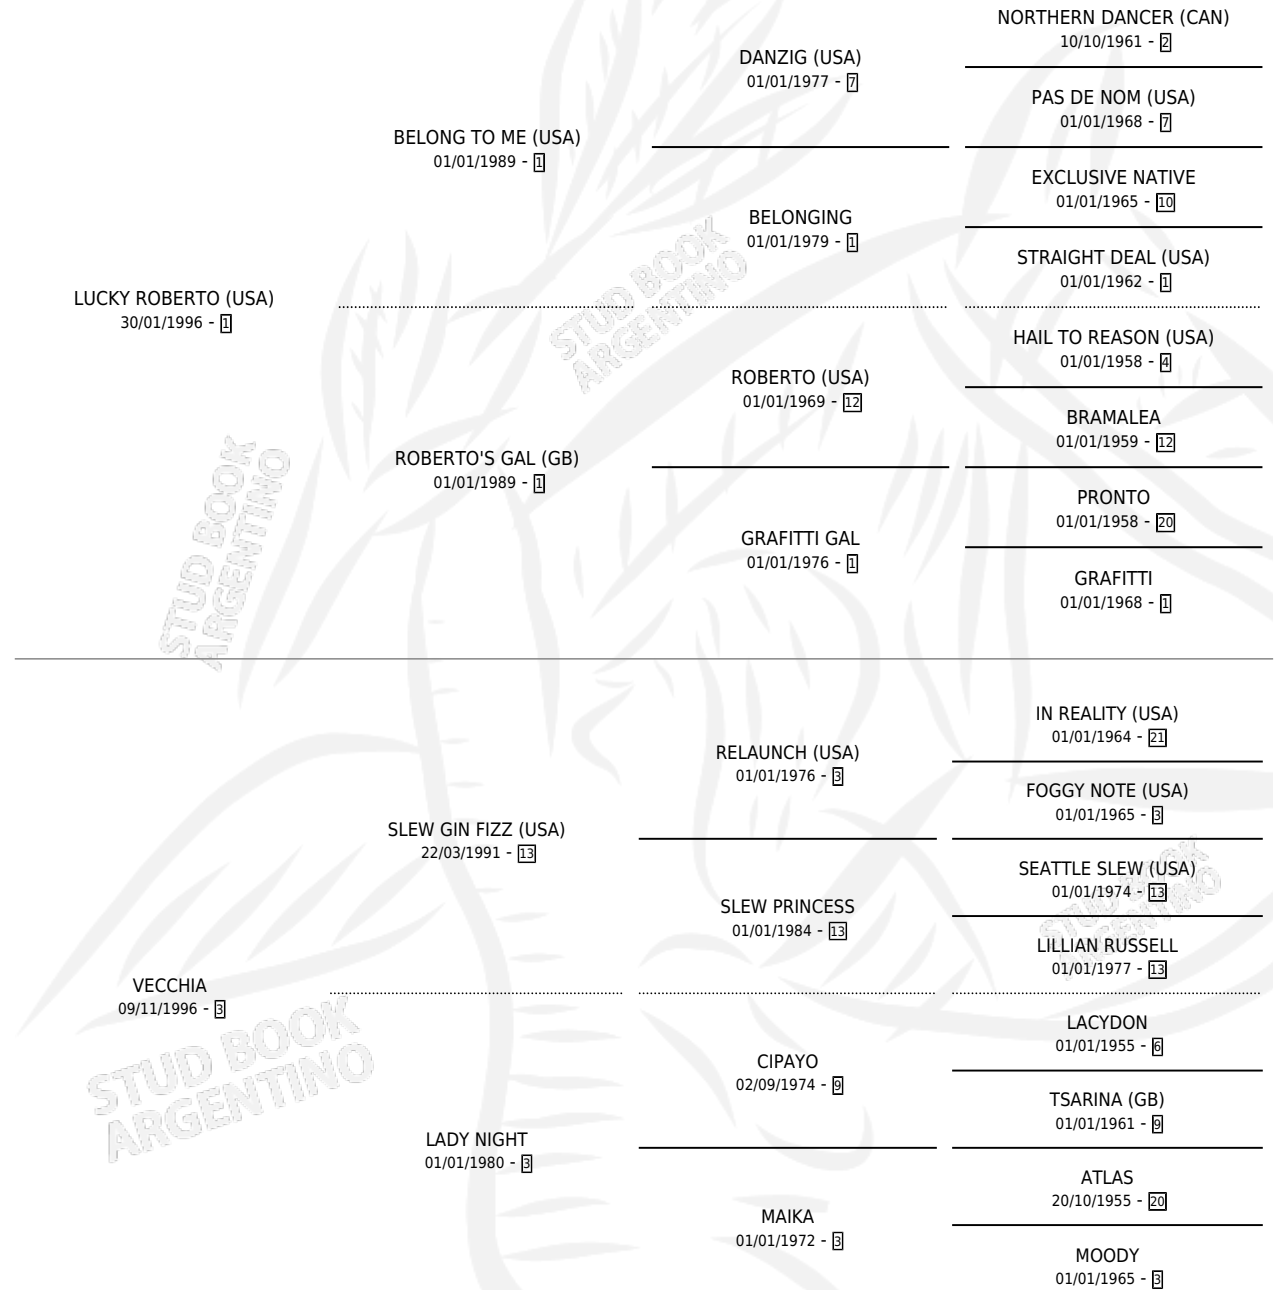 NORTHERN DANCER (CAN)
10/10/1961 - 2
DANZIG (USA)
01/01/1977 - 7
PAS DE NOM (USA)
01/01/1968 - 7
BELONG TO ME (USA)
01/01/1989 - 1
EXCLUSIVE NATIVE
01/01/1965 - 10
BELONGING
01/01/1979 - 1
STRAIGHT DEAL (USA)
01/01/1962 - 1
LUCKY ROBERTO (USA)
30/01/1996 - 1
HAIL TO REASON (USA)
01/01/1958 - 4
ROBERTO (USA)
01/01/1969 - 12
BRAMALEA
01/01/1959 - 12
ROBERTO'S GAL (GB)
01/01/1989 - 1
PRONTO
01/01/1958 - 20
GRAFITTI GAL
01/01/1976 - 1
GRAFITTI
01/01/1968 - 1
IN REALITY (USA)
01/01/1964 - 21
RELAUNCH (USA)
01/01/1976 - 3
FOGGY NOTE (USA)
01/01/1965 - 3
SLEW GIN FIZZ (USA)
22/03/1991 - 13
SEATTLE SLEW (USA)
01/01/1974 - 13
SLEW PRINCESS
01/01/1984 - 13
LILLIAN RUSSELL
01/01/1977 - 13
VECCHIA
09/11/1996 - 3
LACYDON
01/01/1955 - 6
CIPAYO
02/09/1974 - 9
TSARINA (GB)
01/01/1961 - 9
LADY NIGHT
01/01/1980 - 3
ATLAS
20/10/1955 - 20
MAIKA
01/01/1972 - 3
MOODY
01/01/1965 - 3
STUD BOOK
ARGENTINO
STUD BOOK
ARGENTINO
STUD BOOK
ARGENTINO
STUD BOOK
ARGENTINO